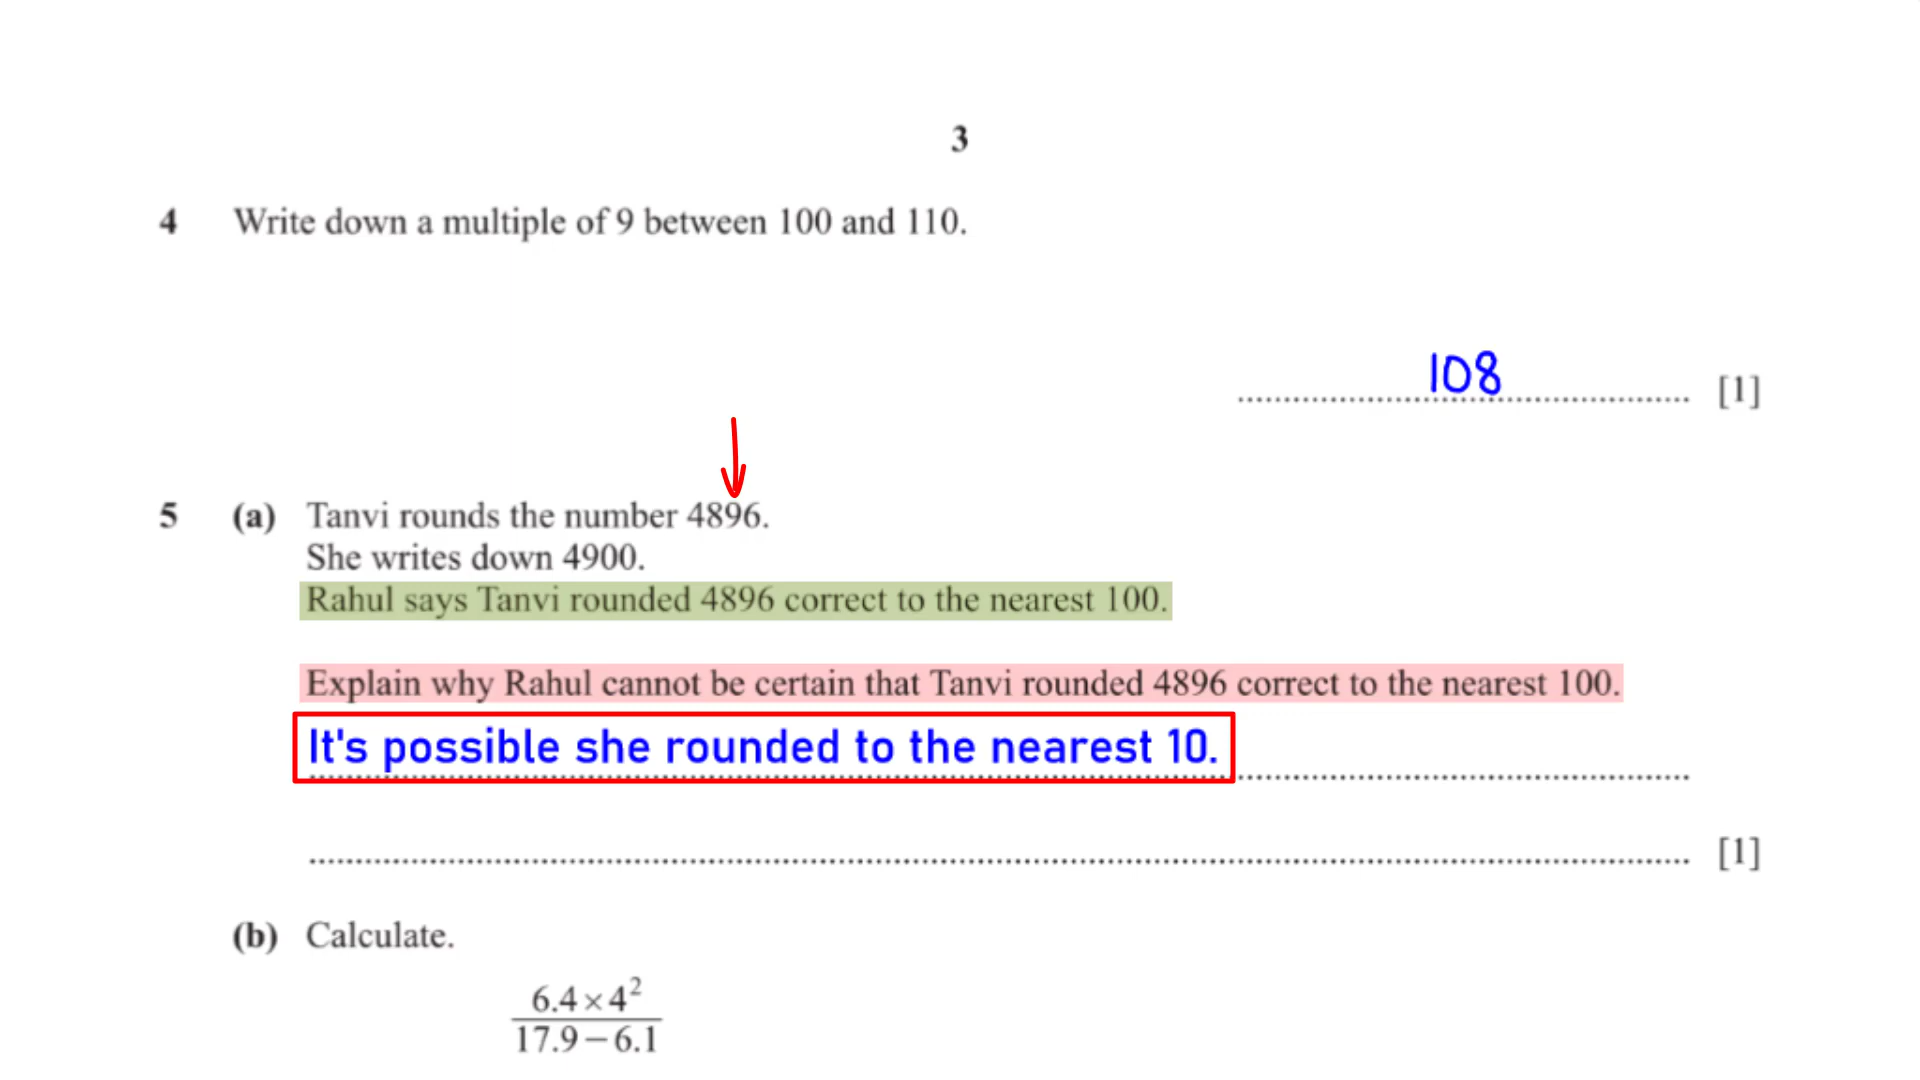 3
4 Write down a multiple of 9 between 100 and 110.
108
[1]
5 (a) Tanvi rounds the number 4896.
She writes down 4900.
Rahul says Tanvi rounded 4896 correct to the nearest 100.
Explain why Rahul cannot be certain that Tanvi rounded 4896 correct to the nearest 100.
It's possible she rounded to the nearest 10.
[1]
(b) Calculate.
6.4 × 4²
17.9 − 6.1